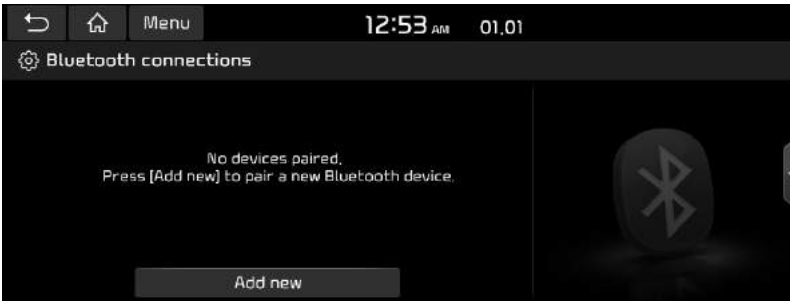 Menu
12:53 AM 01.01
Bluetooth connections
No devices paired.
Press [Add new] to pair a new Bluetooth device.
Add new